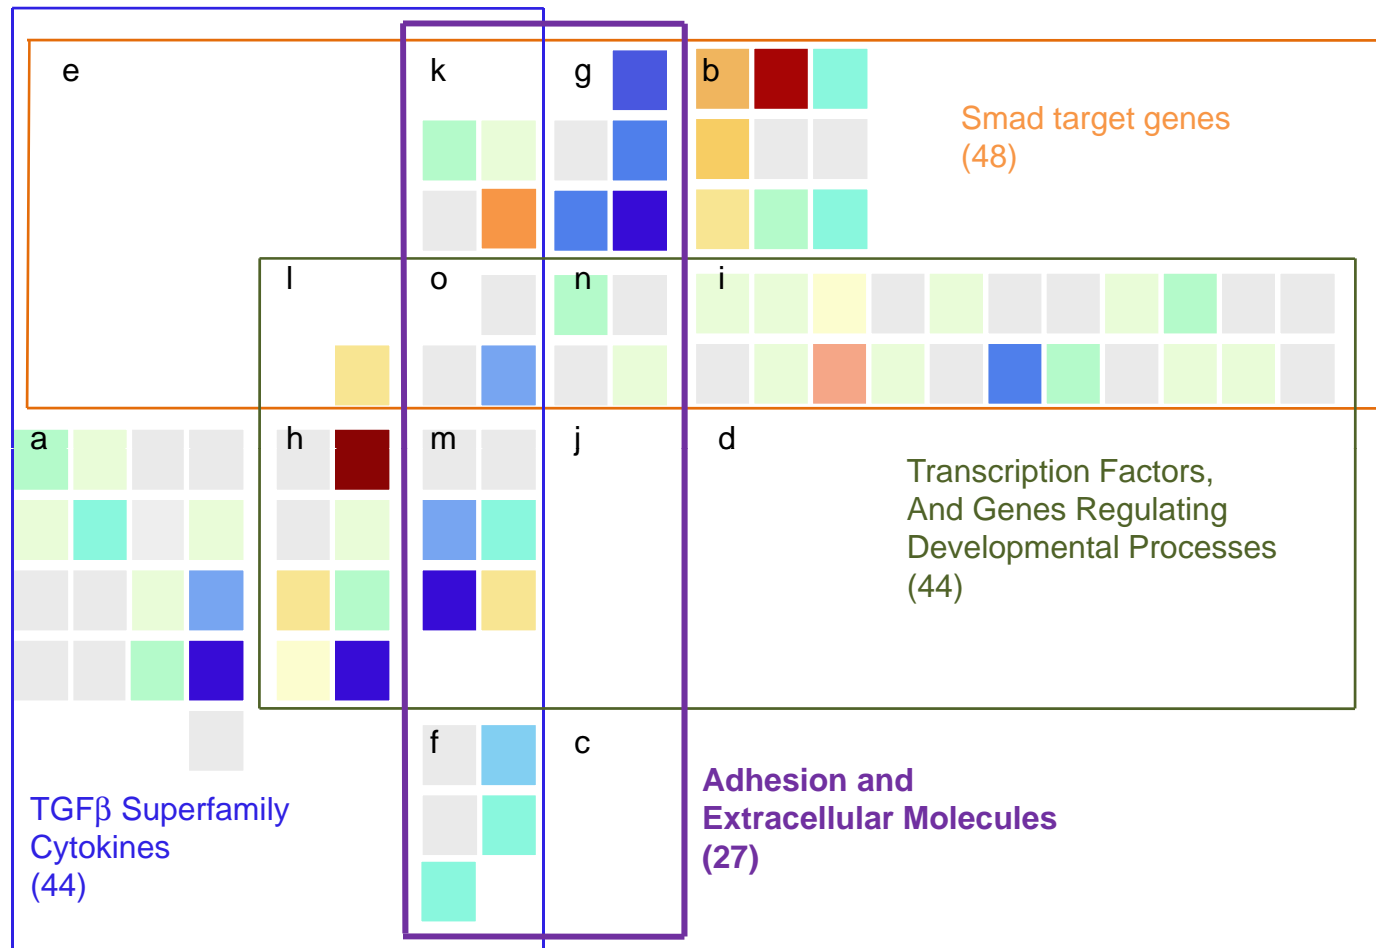 e
k
g
b
Smad target genes
(48)
l
o
n
i
a
h
m
j
d
Transcription Factors,
And Genes Regulating
Developmental Processes
(44)
f
c
TGFβ Superfamily
Cytokines
(44)
Adhesion and
Extracellular Molecules
(27)